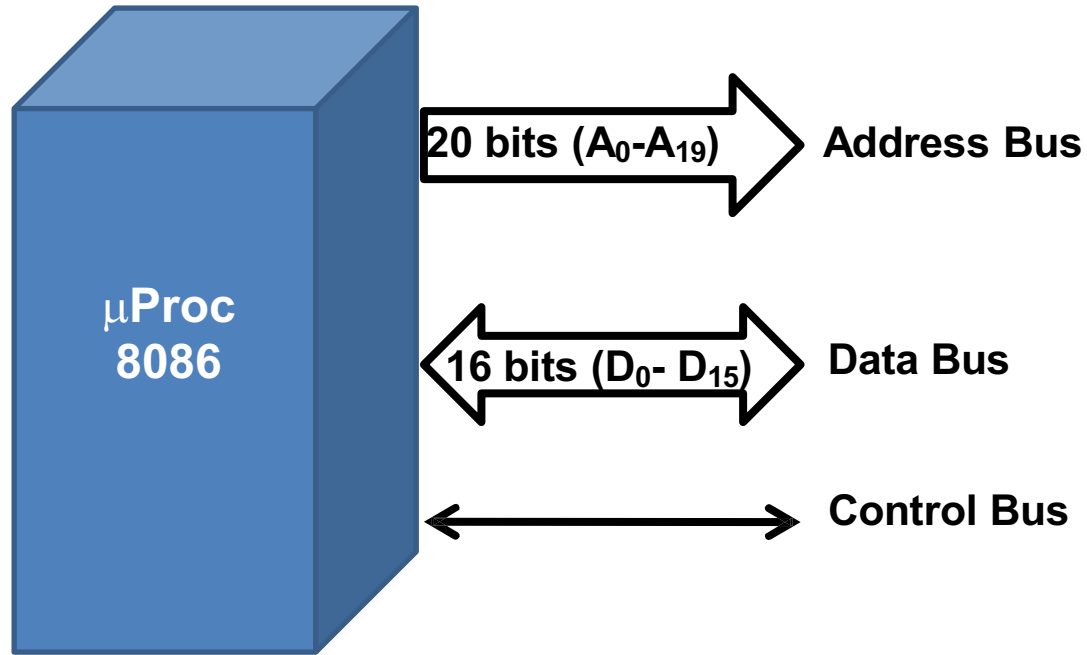 20 bits (A₀-A₁₉)
Address Bus
μProc
8086
16 bits (D₀- D₁₅)
Data Bus
Control Bus